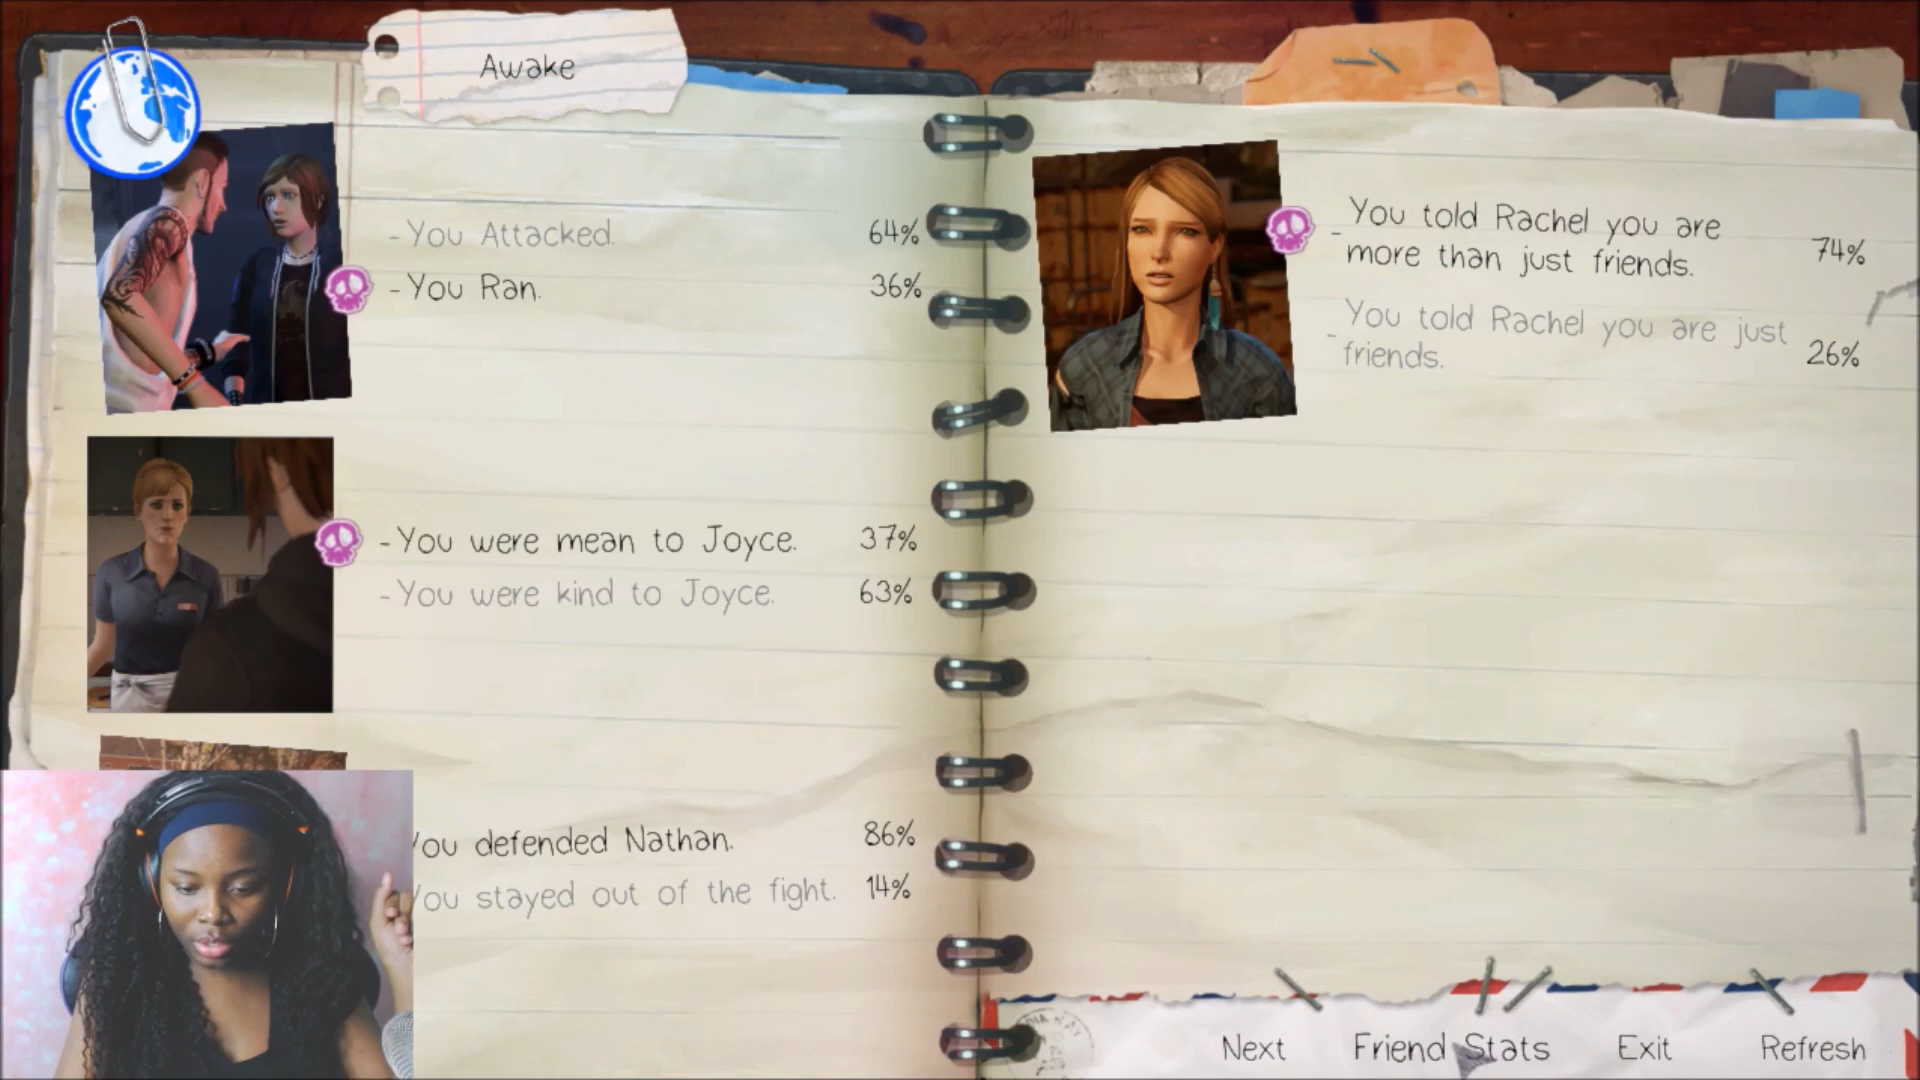 Awake
- You Attacked. 64%
- You Ran. 36%
- You were mean to Joyce. 37%
- You were kind to Joyce. 63%
You defended Nathan. 86%
You stayed out of the fight. 14%
- You told Rachel you are
more than just friends. 74%
- You told Rachel you are just
friends. 26%
Next Friend Stats Exit Refresh